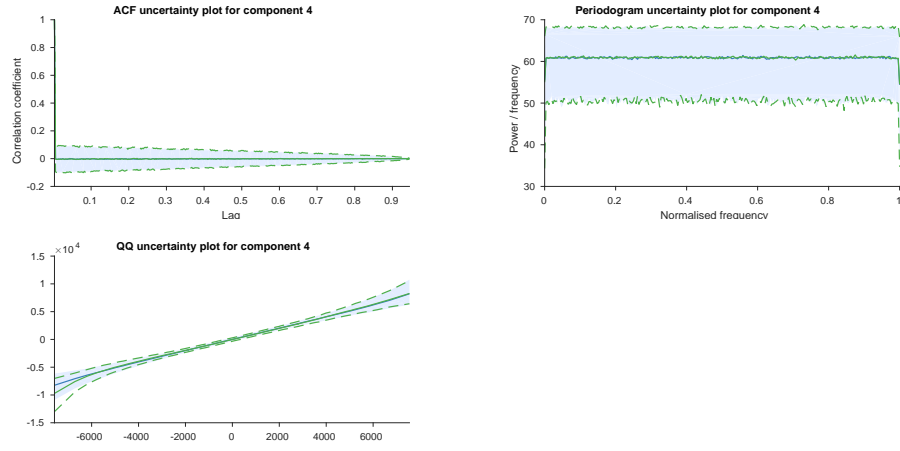 ACF uncertainty plot for component 4
Correlation coefficient
1
0.8
0.6
0.4
0.2
0
-0.2
0.1 0.2 0.3 0.4 0.5 0.6 0.7 0.8 0.9
Lag
Periodogram uncertainty plot for component 4
Power / frequency
70
60
50
40
30
0 0.2 0.4 0.6 0.8 1
Normalised frequency
QQ uncertainty plot for component 4
×10^4
1.5
1
0.5
0
-0.5
-1
-1.5
-6000 -4000 -2000 0 2000 4000 6000